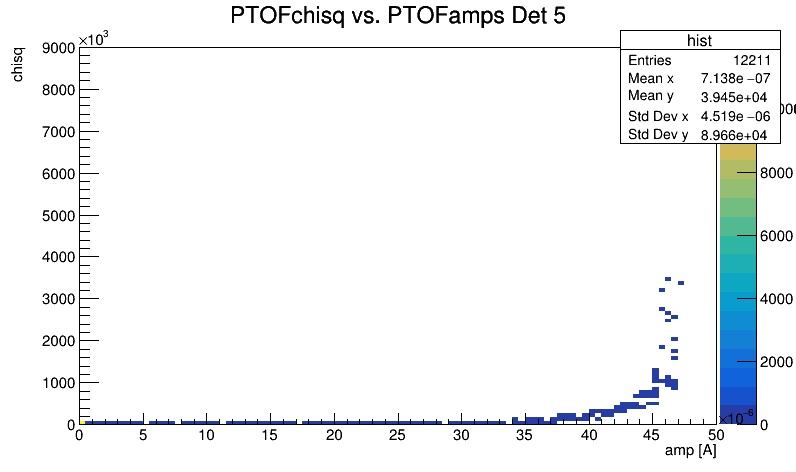 PTOFchisq vs. PTOFamps Det 5
hist
Entries 12211
Mean x 7.138e −07
Mean y 3.945e+04
Std Dev x 4.519e −06
Std Dev y 8.966e+04
×10³
chisq
9000
8000
7000
6000
5000
4000
3000
2000
1000
0
0 5 10 15 20 25 30 35 40 45 50
×10⁻⁶
amp [A]
8000
6000
4000
2000
0